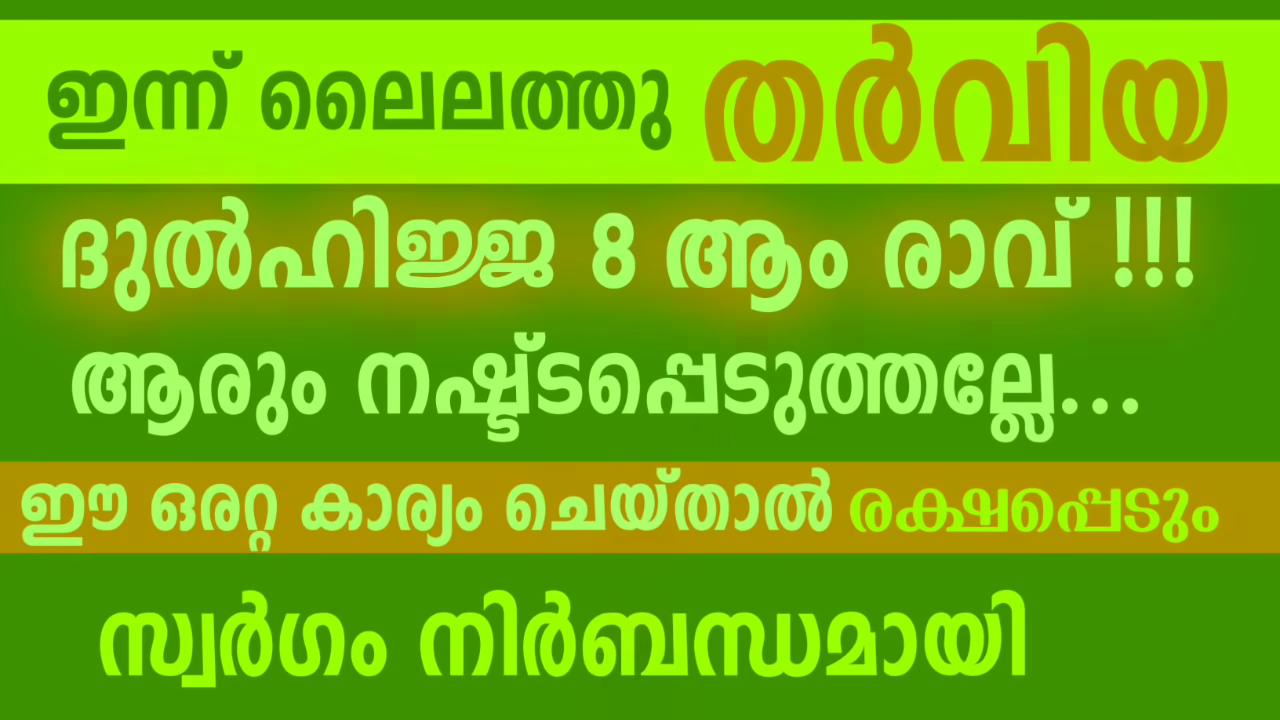 ഇന്ന് ലൈലത്തു തർവിയ
ദുൽഹിജ്ജ 8 ആം രാവ് !!!
ആരും നഷ്ട്ടപ്പെടുത്തല്ലേ...
ഈ ഒരറ്റ കാര്യം ചെയ്താൽ രക്ഷപ്പെടും
സ്വർഗം നിർബന്ധമായി